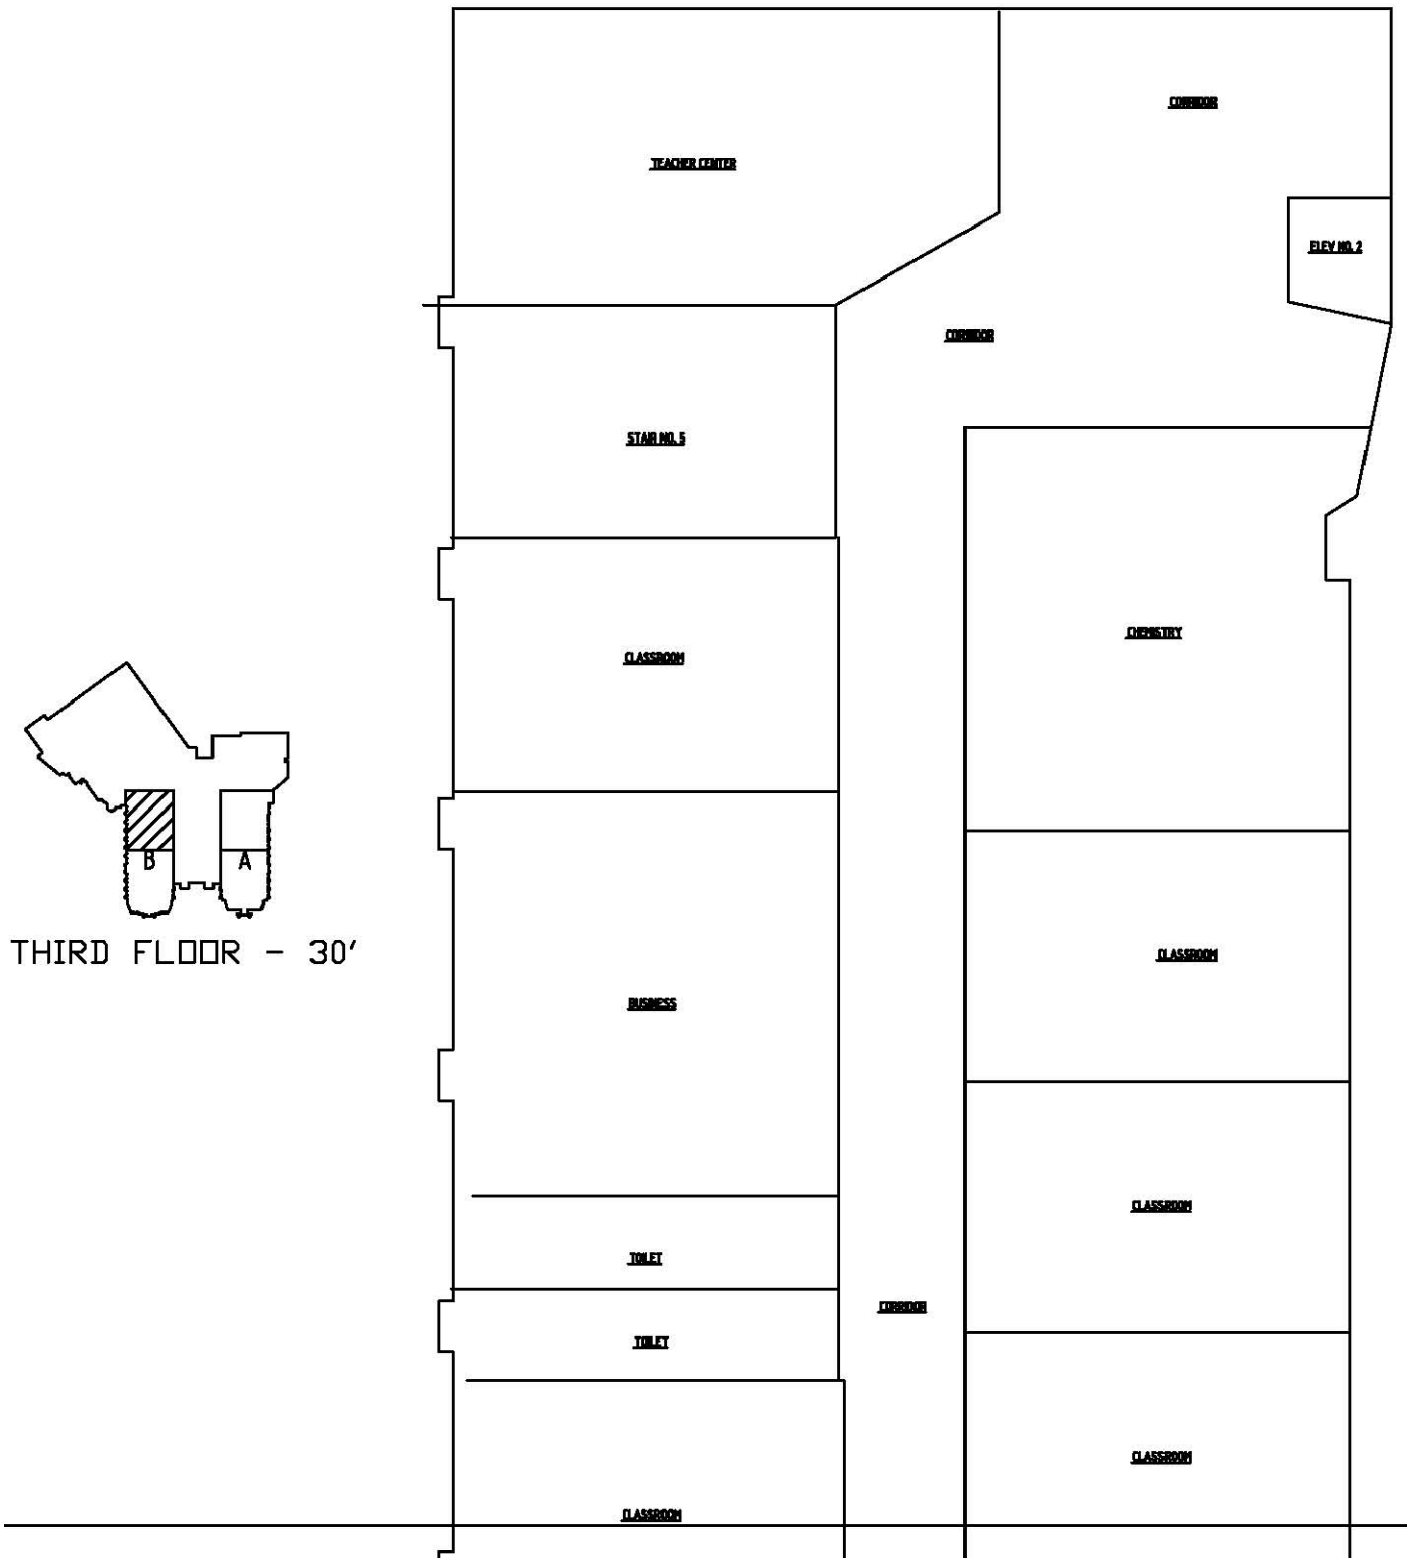 CORRIDOR
TEACHER CENTER
ELEV NO. 2
CORRIDOR
STAIR NO. 5
CHEMISTRY
CLASSROOM
B
A
THIRD FLOOR - 30'
CLASSROOM
BUSINESS
CLASSROOM
TOILET
CORRIDOR
TOILET
CLASSROOM
CLASSROOM